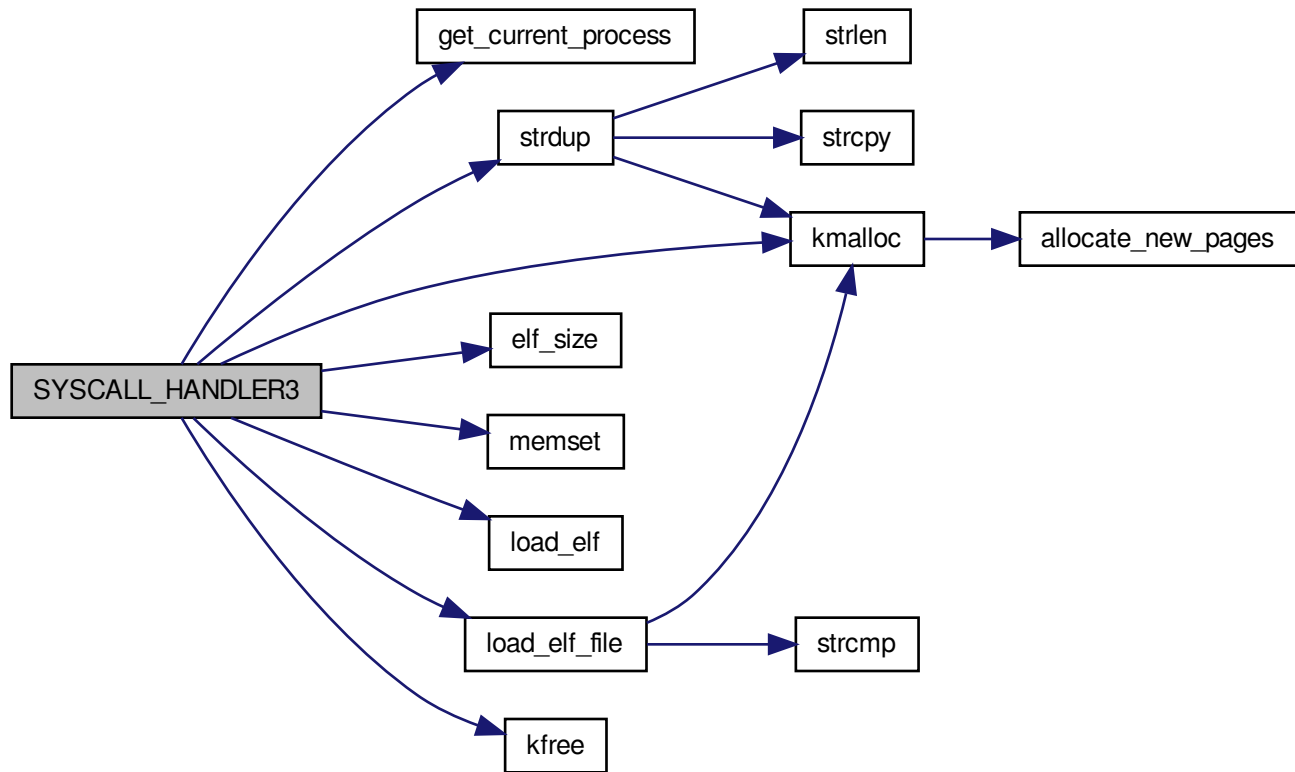 get_current_process
strlen
strdup
strcpy
kmalloc
allocate_new_pages
elf_size
SYSCALL_HANDLER3
memset
load_elf
load_elf_file
strcmp
kfree